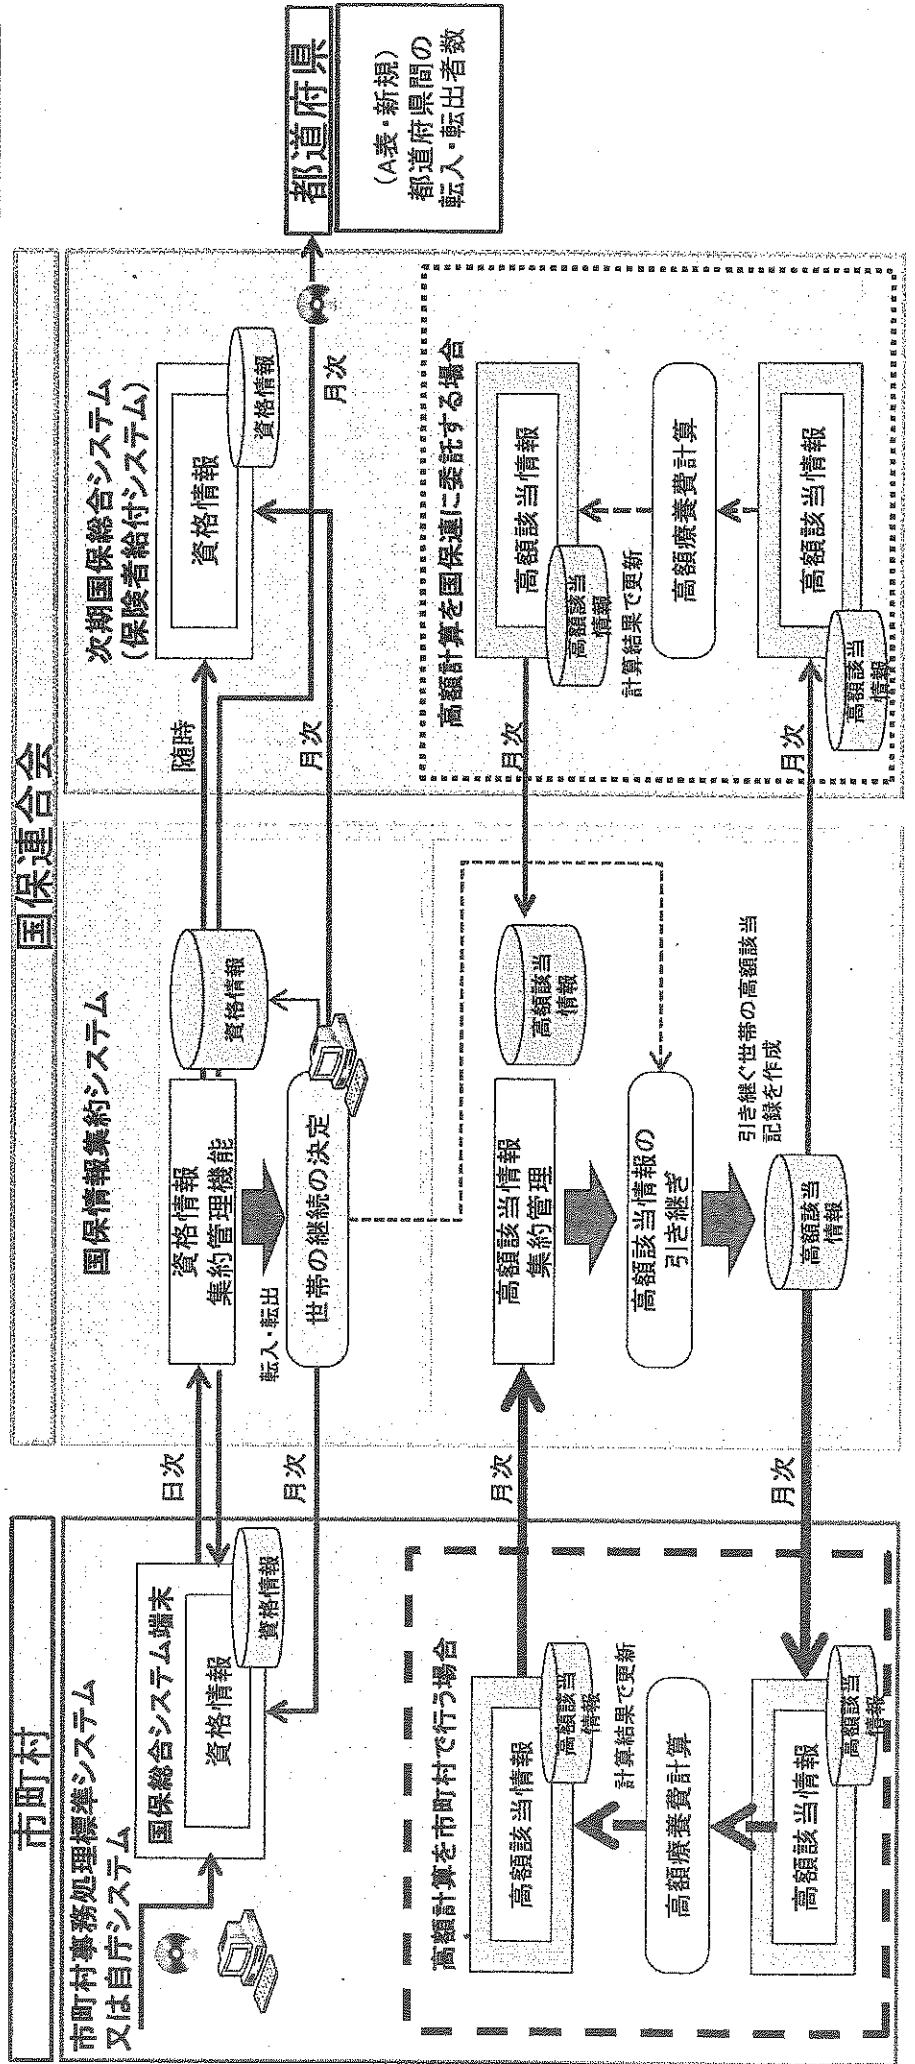 市町村
市町村事務処理標準システム
又は自庁システム
国保総合システム端末
資格情報
資格情報
高額計算を市町村で行う場合
高額該当情報
高額該当
情報
計算結果で更新
高額療養費計算
高額該当情報
高額該当
情報
日次
月次
月次
月次
国保連合会
国保情報集約システム
資格情報
集約管理機能
資格情報
転入・転出
世帯の継続の決定
高額該当情報
集約管理
高額該当
情報
高額該当情報の
引き継ぎ
引き継ぐ世帯の高額該当
記録を作成
高額該当
情報
随時
月次
月次
月次
次期国保総合システム
(保険者給付システム)
資格情報
資格情報
月次
高額計算を国保連に委託する場合
高額該当情報
高額該当
情報
計算結果で更新
高額療養費計算
高額該当情報
高額該当
情報
都道府県
(A表・新規)
都道府県間の
転入・転出者数